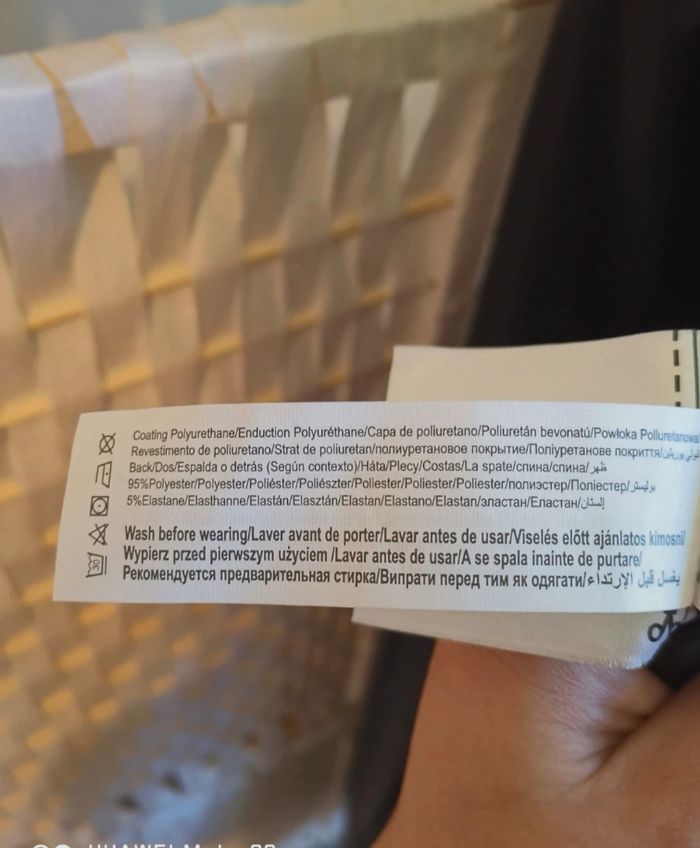 Coating Polyurethane/Enduction Polyuréthane/Capa de poliuretano/Poliuretán bevonatú/Powłoka Poliuretanowa/
Revestimento de poliuretano/Strat de poliuretan/полиуретановое покрытие/Поліуретанове покриття/
Back/Dos/Espalda o detrás (Según contexto)/Háta/Plecy/Costas/La spate/спина/спина/ظهر
95%Polyester/Polyester/Poliéster/Poliészter/Poliester/Poliester/Poliester/полиэстер/Поліестер/بوليستر
5%Elastane/Elasthanne/Elastán/Elasztán/Elastan/Elastano/Elastan/эластан/Еластан/إلستان
Wash before wearing/Laver avant de porter/Lavar antes de usar/Viselés előtt ajánlatos kimosni/
Wypierz przed pierwszym użyciem /Lavar antes de usar/A se spala inainte de purtare/
Рекомендуется предварительная стирка/Випрати перед тим як одягати/يغسل قبل الإرتداء
30